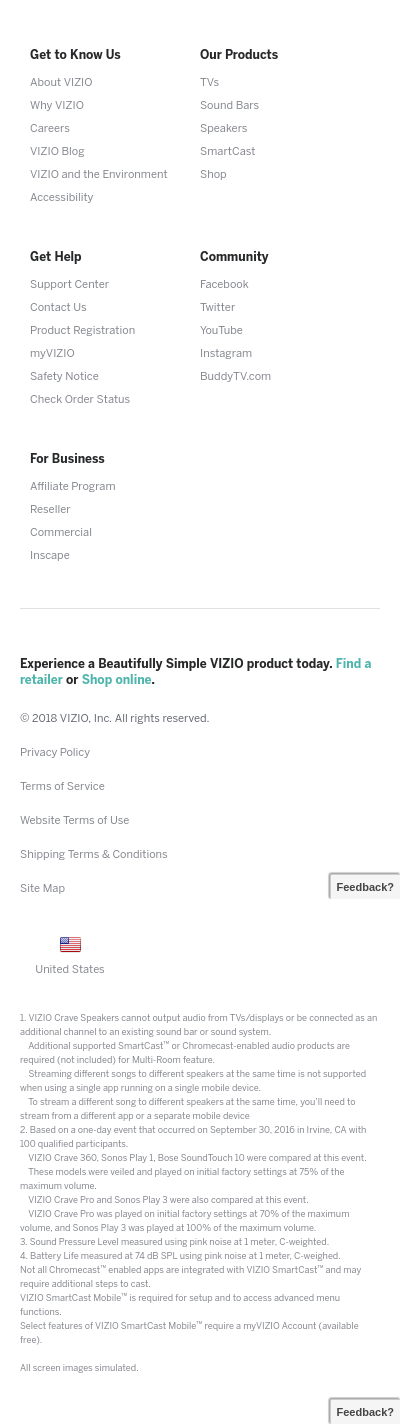 Get to Know Us
About VIZIO
Why VIZIO
Careers
VIZIO Blog
VIZIO and the Environment
Accessibility
Our Products
TVs
Sound Bars
Speakers
SmartCast
Shop
Get Help
Support Center
Contact Us
Product Registration
myVIZIO
Safety Notice
Check Order Status
Community
Facebook
Twitter
YouTube
Instagram
BuddyTV.com
For Business
Affiliate Program
Reseller
Commercial
Inscape
Experience a Beautifully Simple VIZIO product today. Find a
retailer or Shop online.
© 2018 VIZIO, Inc. All rights reserved.
Privacy Policy
Terms of Service
Website Terms of Use
Shipping Terms & Conditions
Site Map
Feedback?
United States
1. VIZIO Crave Speakers cannot output audio from TVs/displays or be connected as an
additional channel to an existing sound bar or sound system.
Additional supported SmartCast™ or Chromecast-enabled audio products are
required (not included) for Multi-Room feature.
Streaming different songs to different speakers at the same time is not supported
when using a single app running on a single mobile device.
To stream a different song to different speakers at the same time, you'll need to
stream from a different app or a separate mobile device
2. Based on a one-day event that occurred on September 30, 2016 in Irvine, CA with
100 qualified participants.
VIZIO Crave 360, Sonos Play 1, Bose SoundTouch 10 were compared at this event.
These models were veiled and played on initial factory settings at 75% of the
maximum volume.
VIZIO Crave Pro and Sonos Play 3 were also compared at this event.
VIZIO Crave Pro was played on initial factory settings at 70% of the maximum
volume, and Sonos Play 3 was played at 100% of the maximum volume.
3. Sound Pressure Level measured using pink noise at 1 meter, C-weighted.
4. Battery Life measured at 74 dB SPL using pink noise at 1 meter, C-weighed.
Not all Chromecast™ enabled apps are integrated with VIZIO SmartCast™ and may
require additional steps to cast.
VIZIO SmartCast Mobile™ is required for setup and to access advanced menu
functions.
Select features of VIZIO SmartCast Mobile™ require a myVIZIO Account (available
free).
All screen images simulated.
Feedback?